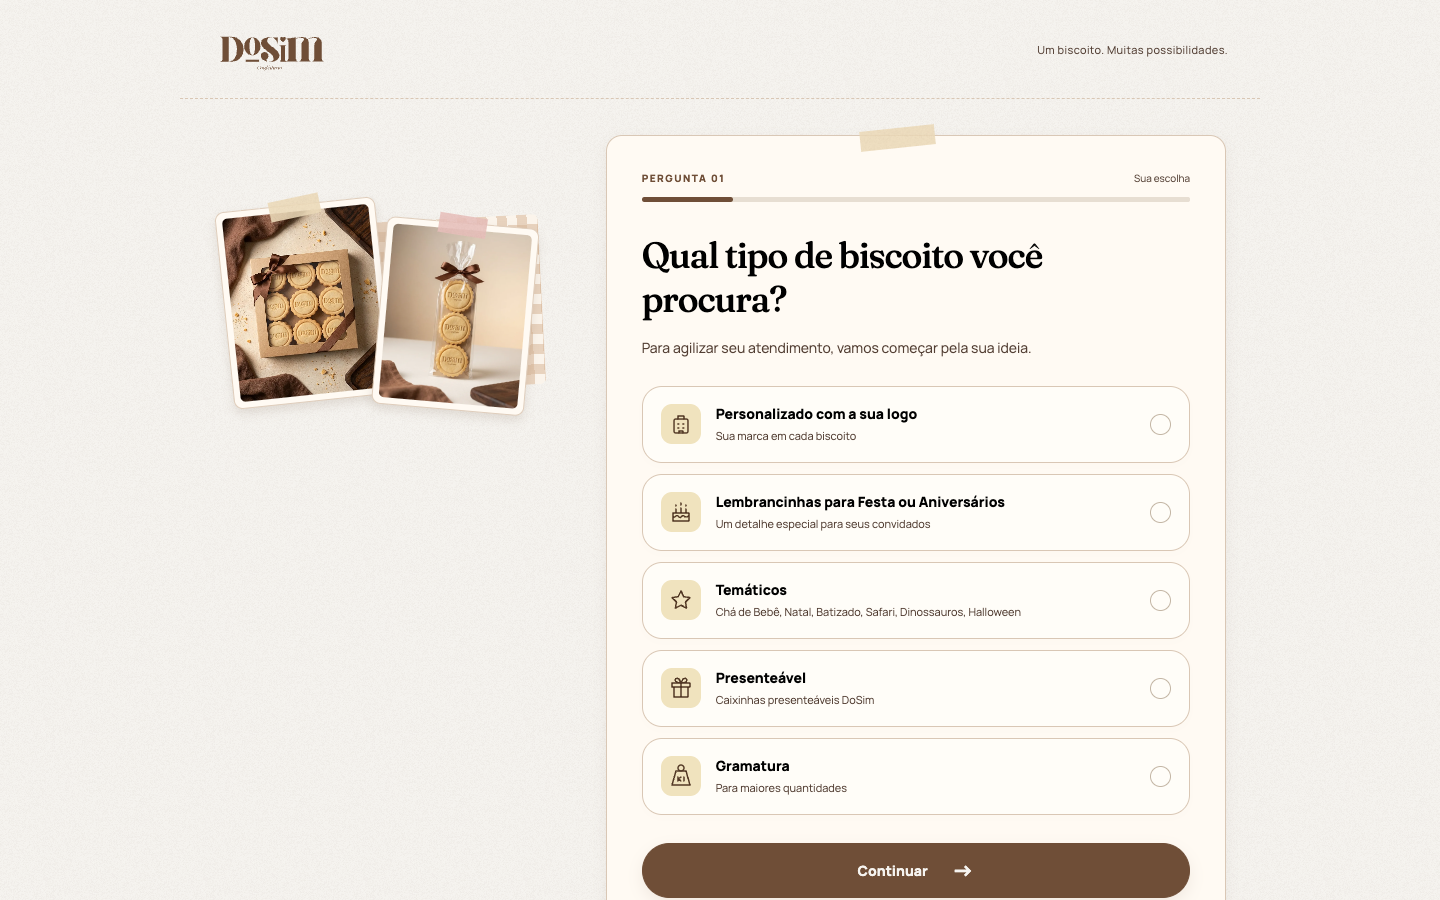 DoSim
Um biscoito. Muitas possibilidades.
PERGUNTA 01
Sua escolha
Qual tipo de biscoito você
procura?
Para agilizar seu atendimento, vamos começar pela sua ideia.
Personalizado com a sua logo
Sua marca em cada biscoito
Lembrancinhas para Festa ou Aniversários
Um detalhe especial para seus convidados
Temáticos
Chá de Bebê, Natal, Batizado, Safari, Dinossauros, Halloween
Presenteável
Caixinhas presenteáveis DoSim
Gramatura
Para maiores quantidades
Continuar